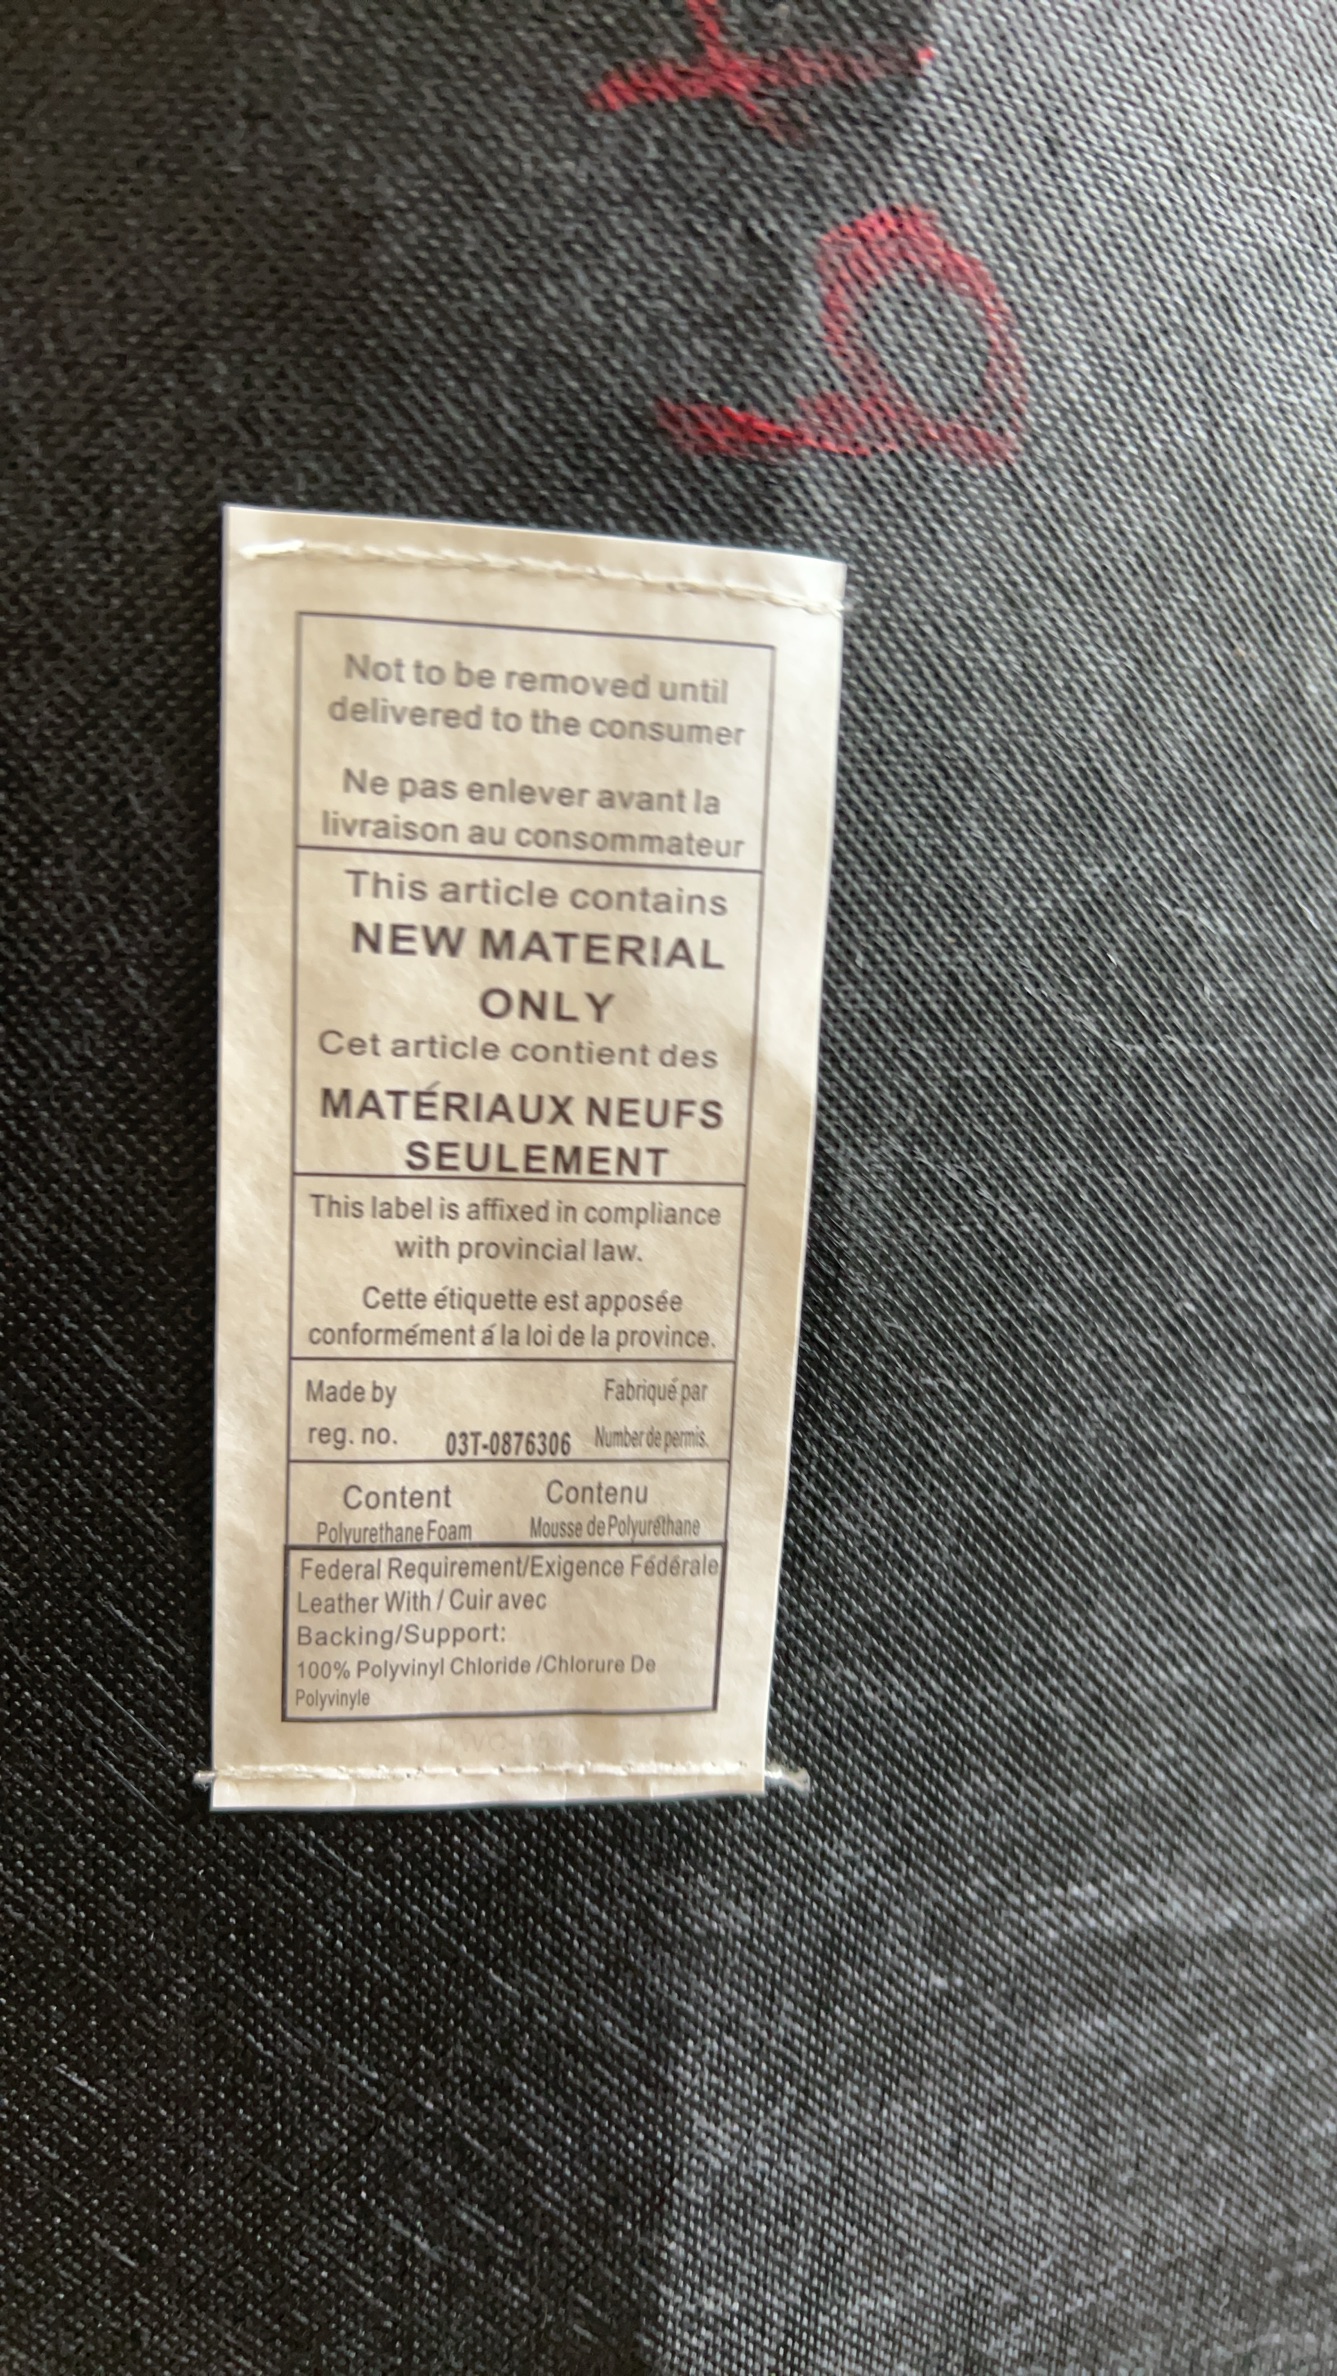 Not to be removed until
delivered to the consumer
Ne pas enlever avant la
livraison au consommateur
This article contains
NEW MATERIAL
ONLY
Cet article contient des
MATÉRIAUX NEUFS
SEULEMENT
This label is affixed in compliance
with provincial law.
Cette étiquette est apposée
conformément á la loi de la province.
Made by Fabriqué par
reg. no. 03T-0876306 Number de permis.
Content Contenu
Polyurethane Foam Mousse de Polyuréthane
Federal Requirement/Exigence Fédérale
Leather With / Cuir avec
Backing/Support:
100% Polyvinyl Chloride /Chlorure De
Polyvinyle